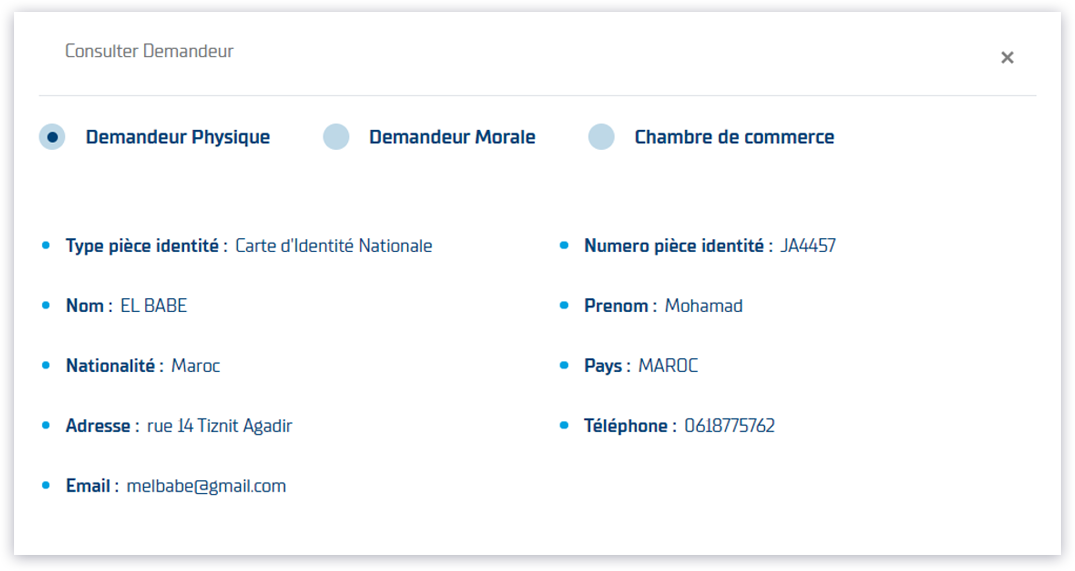 Consulter Demandeur
×
Demandeur Physique Demandeur Morale Chambre de commerce
Type pièce identité : Carte d'Identité Nationale Numero pièce identité : JA4457
Nom : EL BABE Prenom : Mohamad
Nationalité : Maroc Pays : MAROC
Adresse : rue 14 Tiznit Agadir Téléphone : 0618775762
Email : melbabe@gmail.com